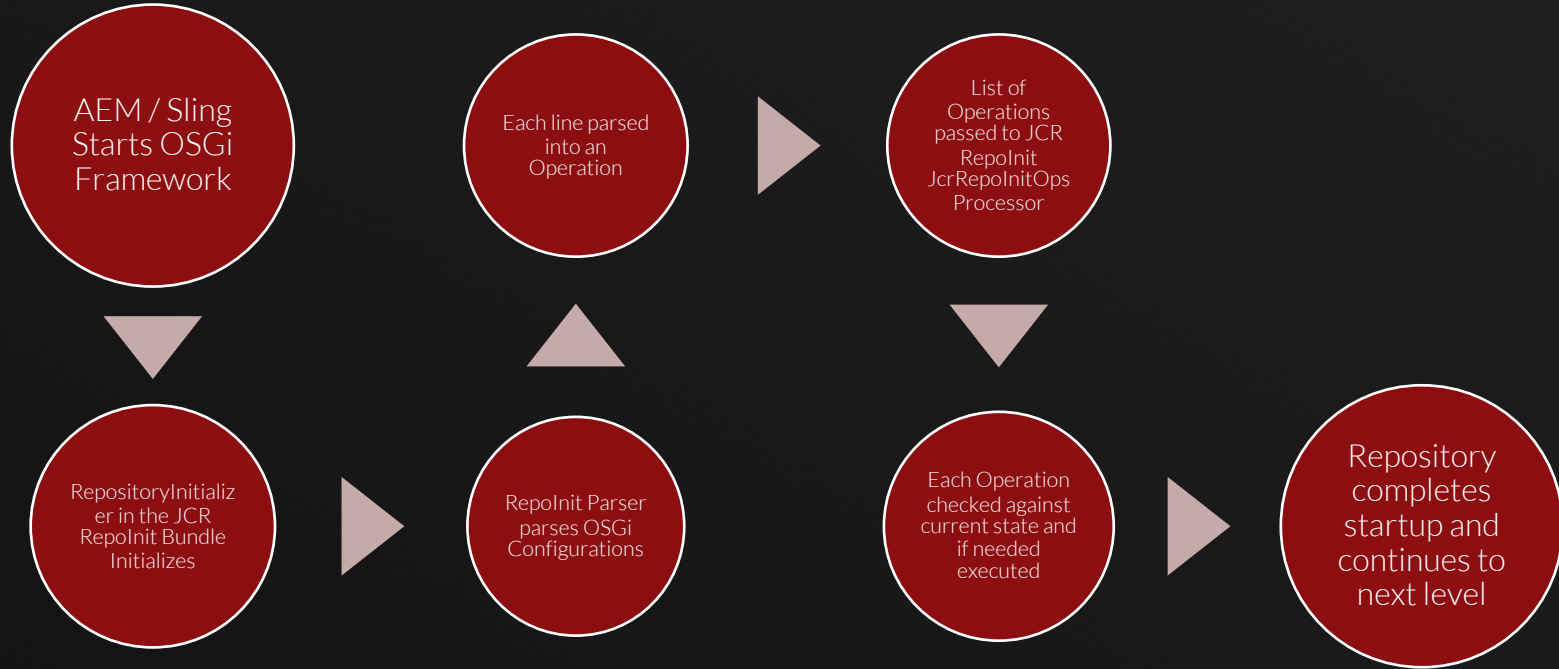 AEM / Sling
Starts OSGi
Framework
RepositoryInitializ
er in the JCR
RepoInit Bundle
Initializes
RepoInit Parser
parses OSGi
Configurations
Each line parsed
into an
Operation
List of
Operations
passed to JCR
RepoInit
JcrRepoInitOps
Processor
Each Operation
checked against
current state and
if needed
executed
Repository
completes
startup and
continues to
next level